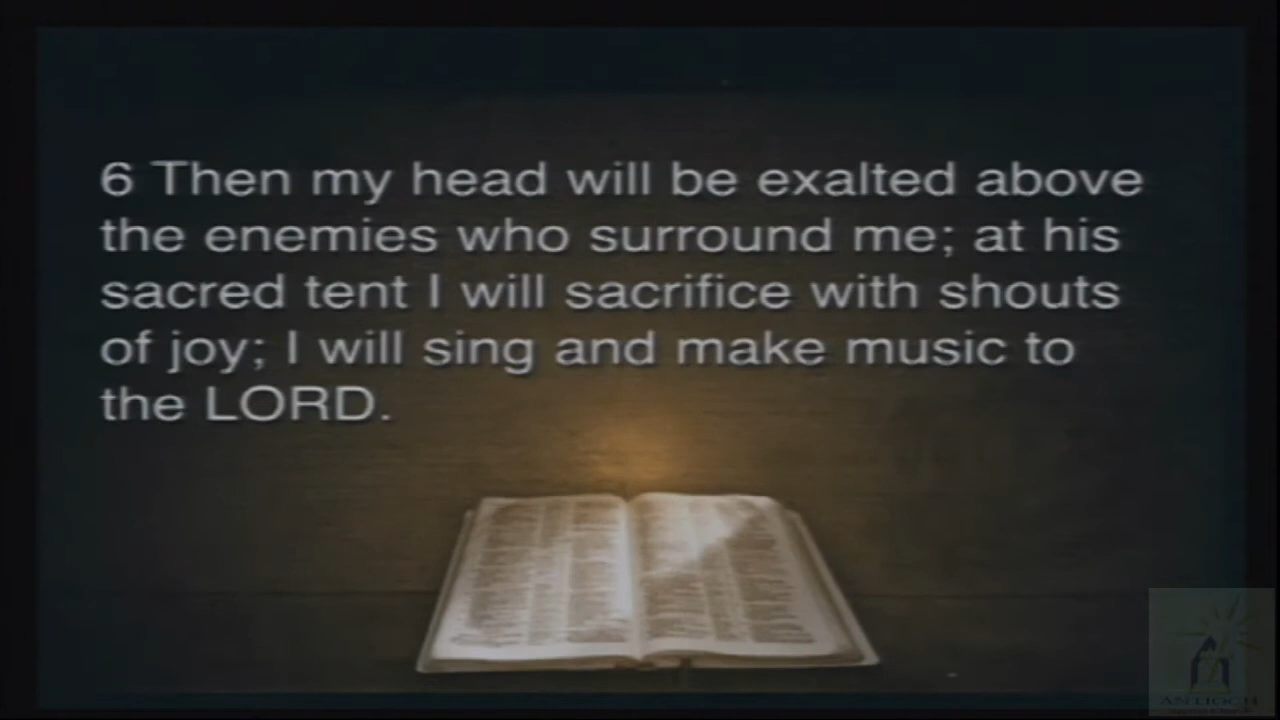 6 Then my head will be exalted above
the enemies who surround me; at his
sacred tent I will sacrifice with shouts
of joy; I will sing and make music to
the LORD.
ANTIOCH